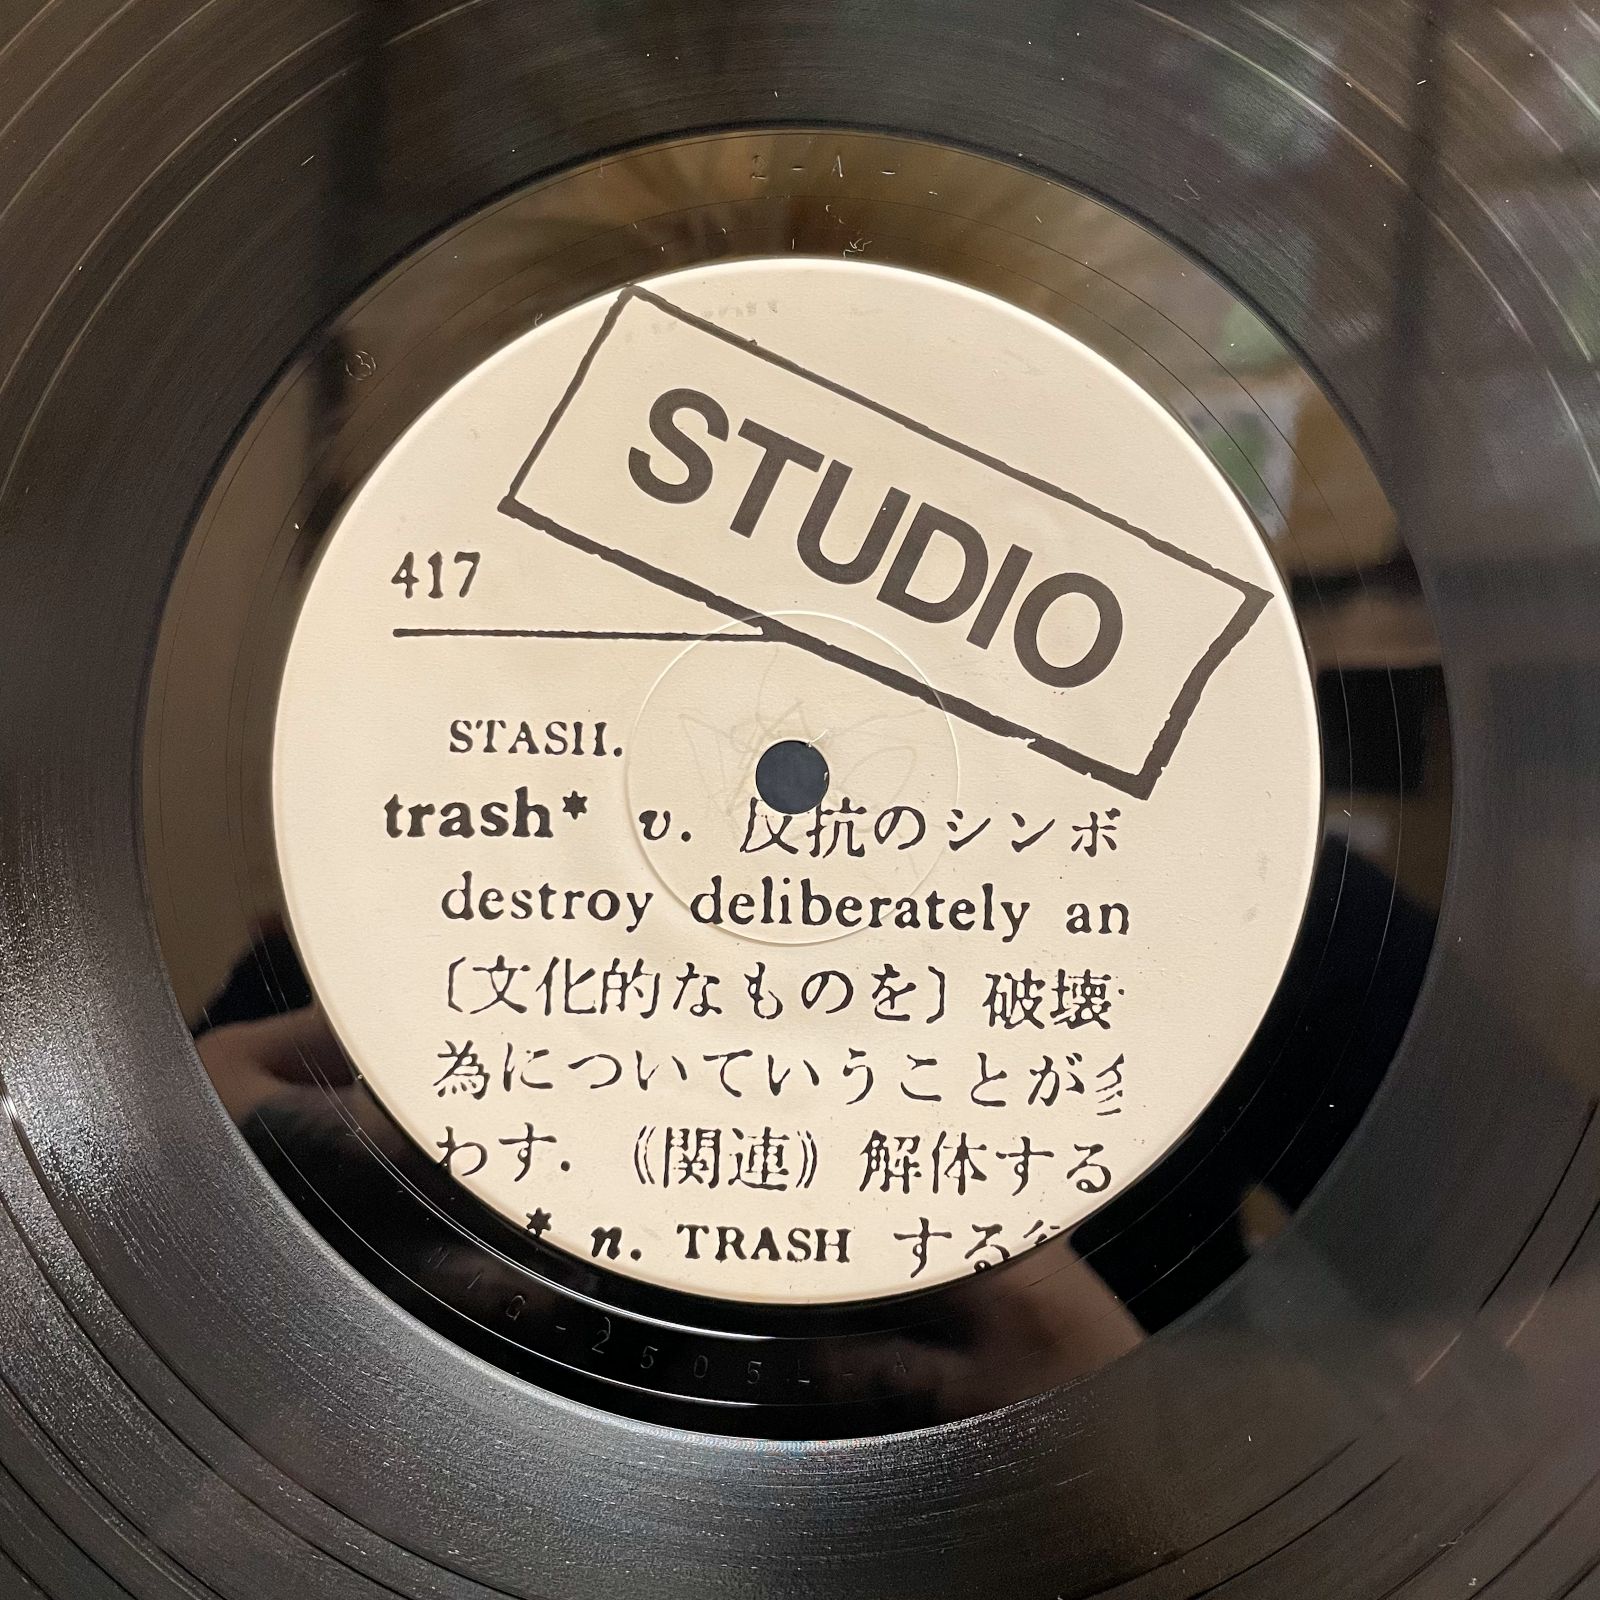 2-A-
STUDIO
417
STASH.
trash* v. 反抗のシンボ
destroy deliberately an
〔文化的なものを〕破壊
為についていうことが
わす. 《関連》 解体する
* n. TRASH する